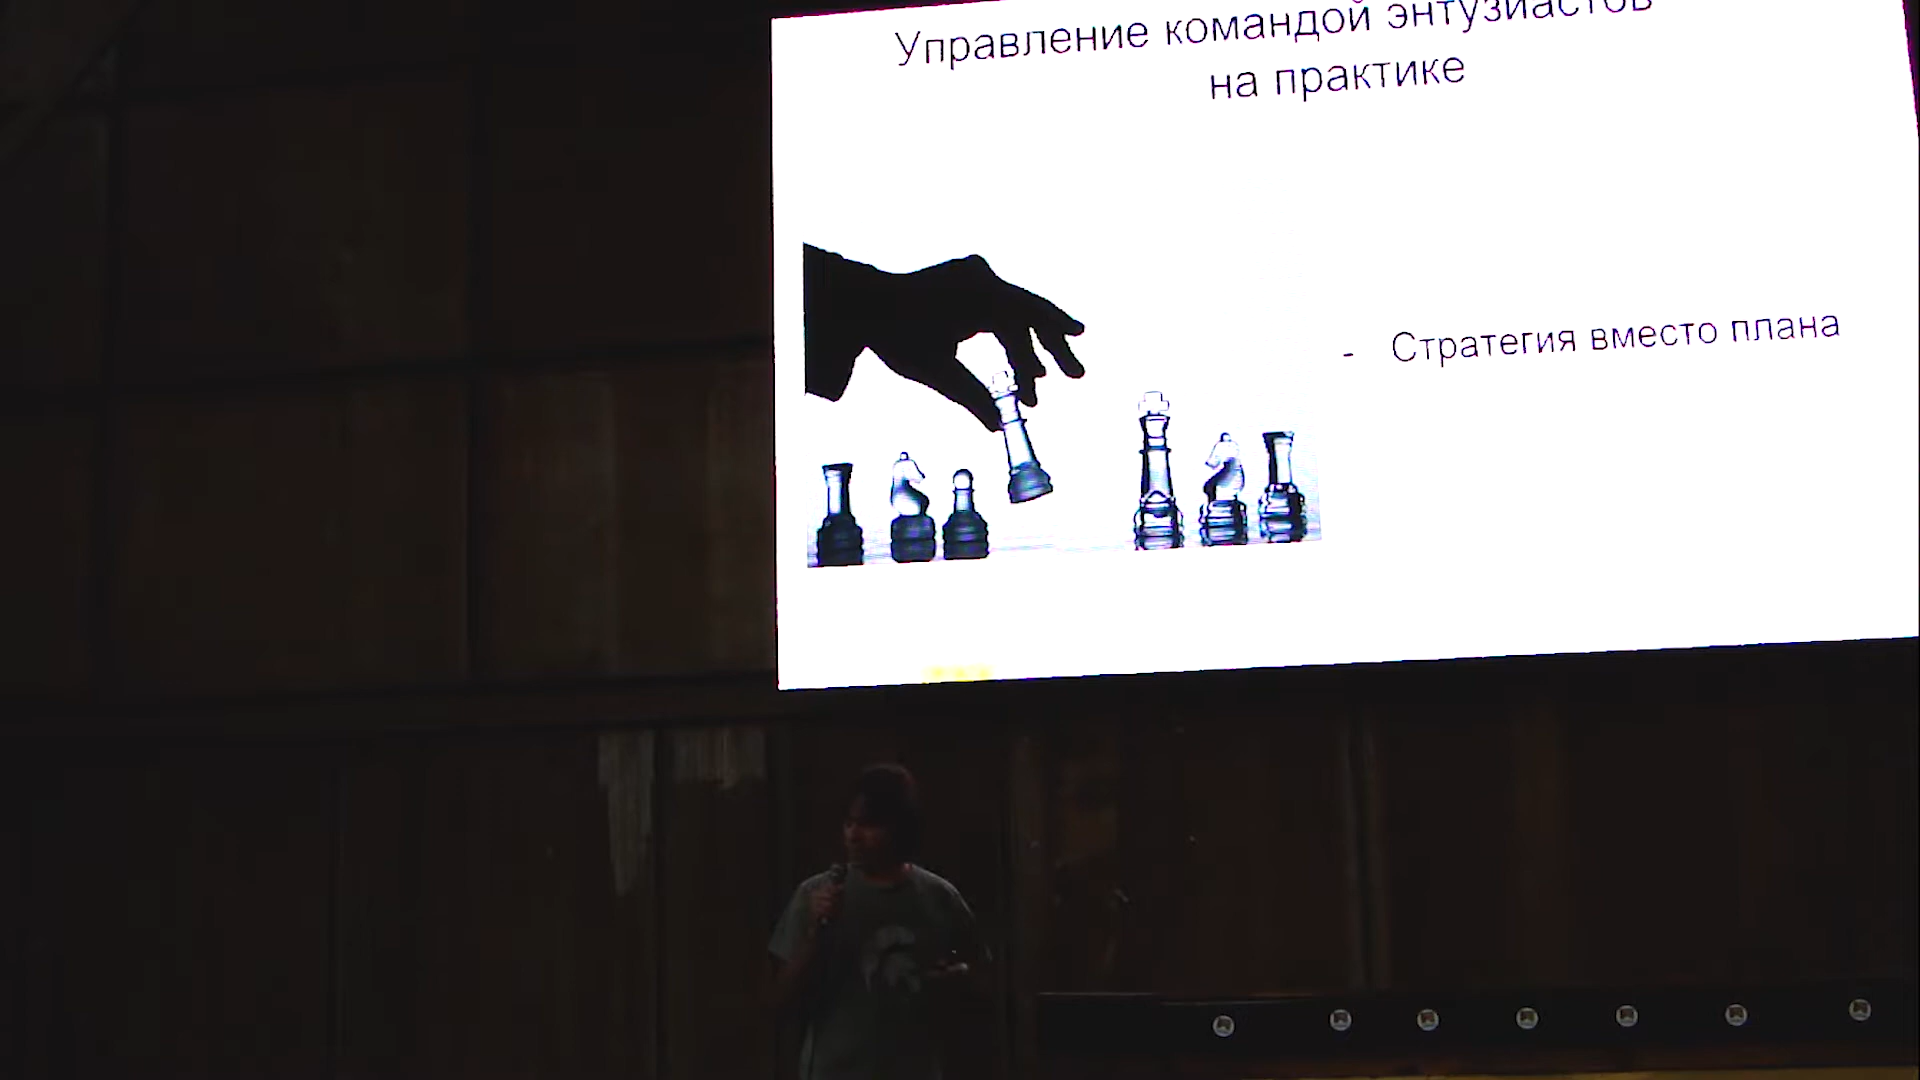 Управление командой энтузиастов
на практике
- Стратегия вместо плана